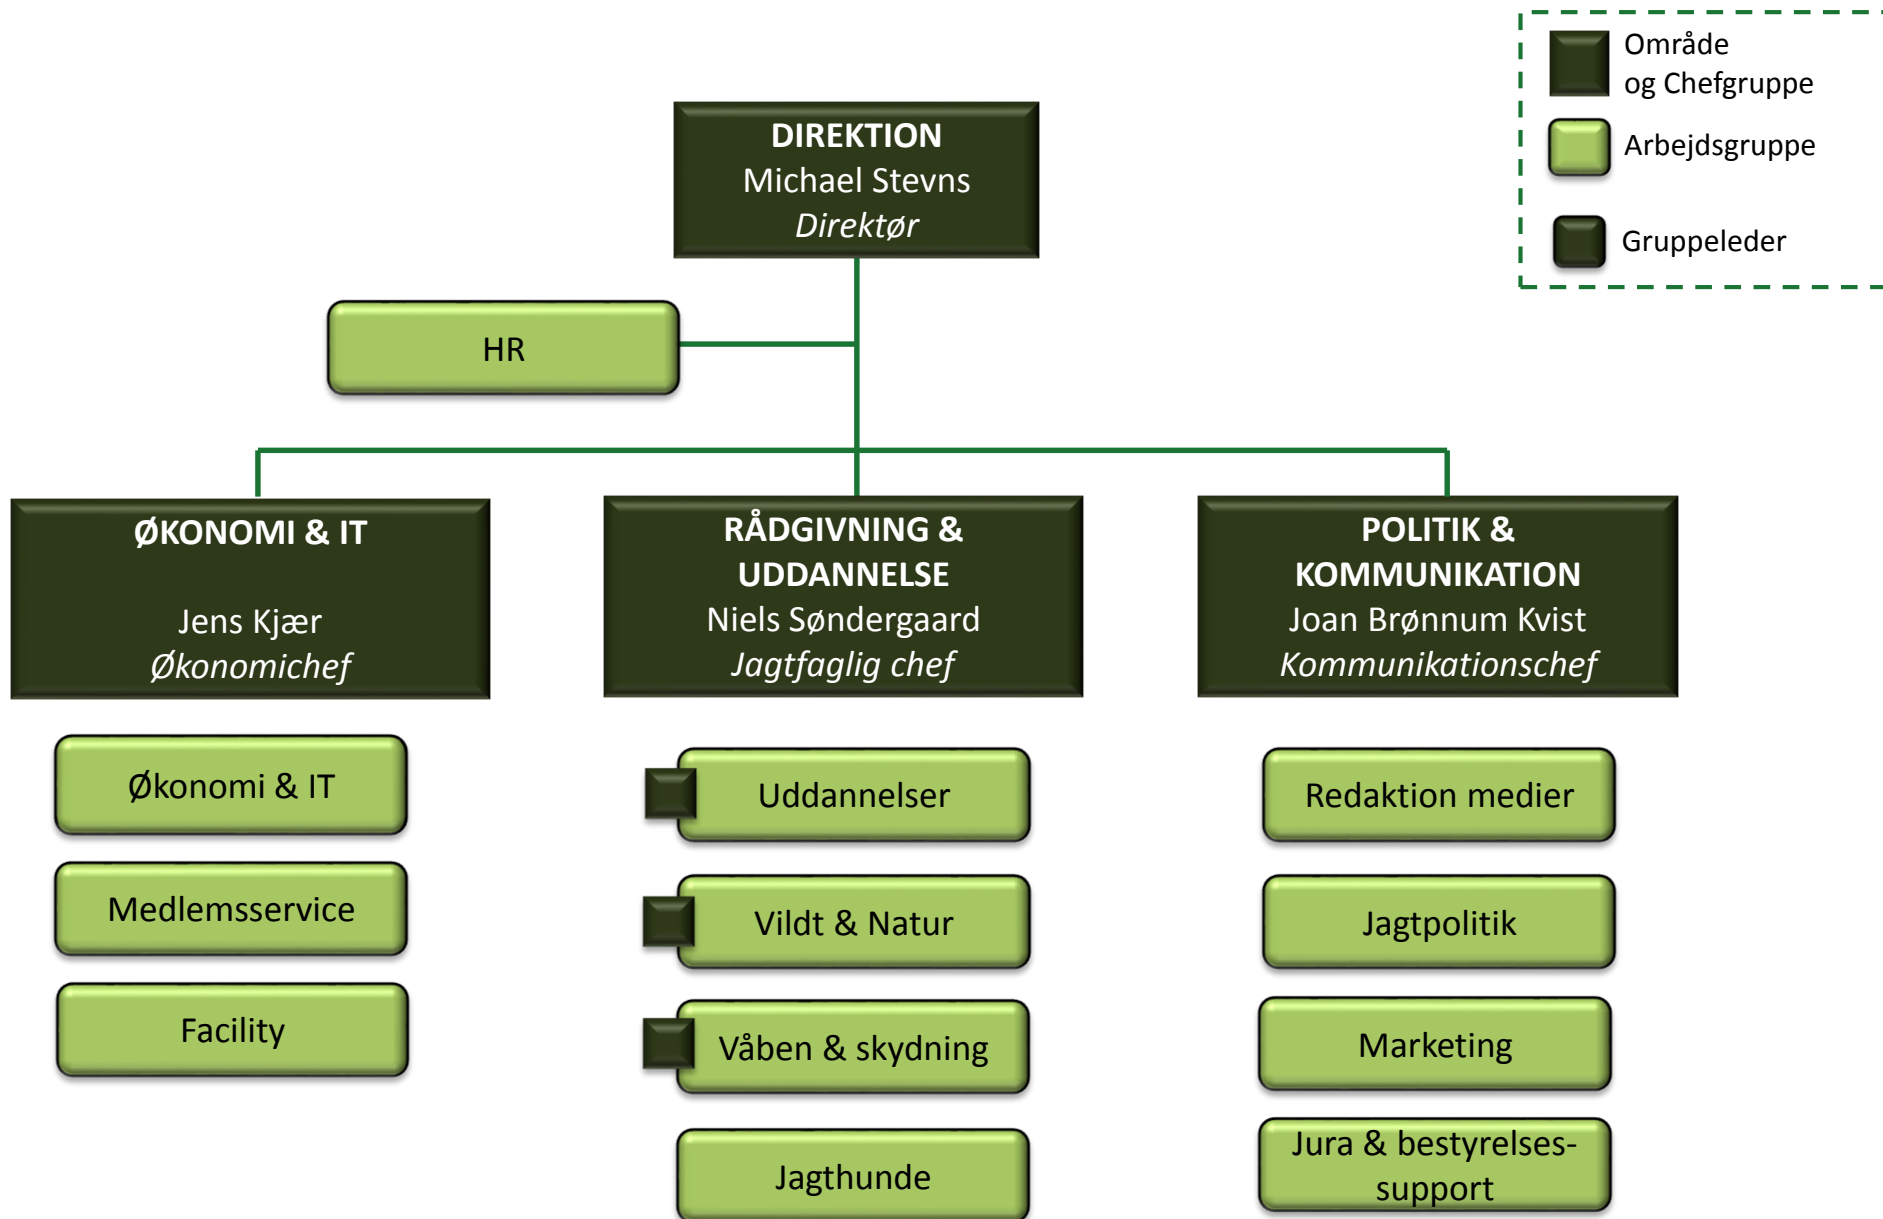 Område
og Chefgruppe
Arbejdsgruppe
Gruppeleder
DIREKTION
Michael Stevns
Direktør
HR
ØKONOMI & IT
Jens Kjær
Økonomichef
RÅDGIVNING &
UDDANNELSE
Niels Søndergaard
Jagtfaglig chef
POLITIK &
KOMMUNIKATION
Joan Brønnum Kvist
Kommunikationschef
Økonomi & IT
Medlemsservice
Facility
Uddannelser
Vildt & Natur
Våben & skydning
Jagthunde
Redaktion medier
Jagtpolitik
Marketing
Jura & bestyrelses-
support